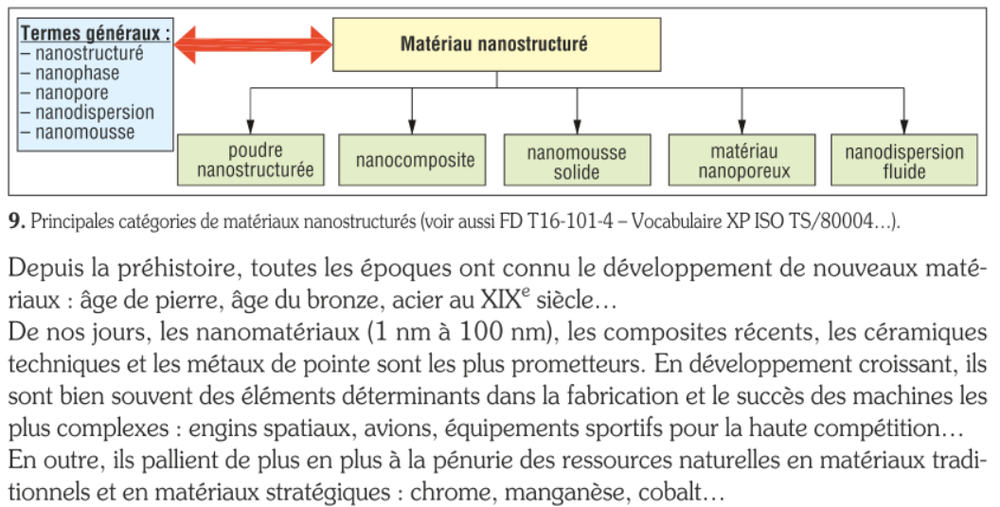 Termes généraux :
– nanostructuré
– nanophase
– nanopore
– nanodispersion
– nanomousse
Matériau nanostructuré
poudre
nanostructurée
nanocomposite
nanomousse
solide
matériau
nanoporeux
nanodispersion
fluide
9. Principales catégories de matériaux nanostructurés (voir aussi FD T16-101-4 – Vocabulaire XP ISO TS/80004…).
Depuis la préhistoire, toutes les époques ont connu le développement de nouveaux maté-
riaux : âge de pierre, âge du bronze, acier au XIXe siècle…
De nos jours, les nanomatériaux (1 nm à 100 nm), les composites récents, les céramiques
techniques et les métaux de pointe sont les plus prometteurs. En développement croissant, ils
sont bien souvent des éléments déterminants dans la fabrication et le succès des machines les
plus complexes : engins spatiaux, avions, équipements sportifs pour la haute compétition…
En outre, ils pallient de plus en plus à la pénurie des ressources naturelles en matériaux tradi-
tionnels et en matériaux stratégiques : chrome, manganèse, cobalt…